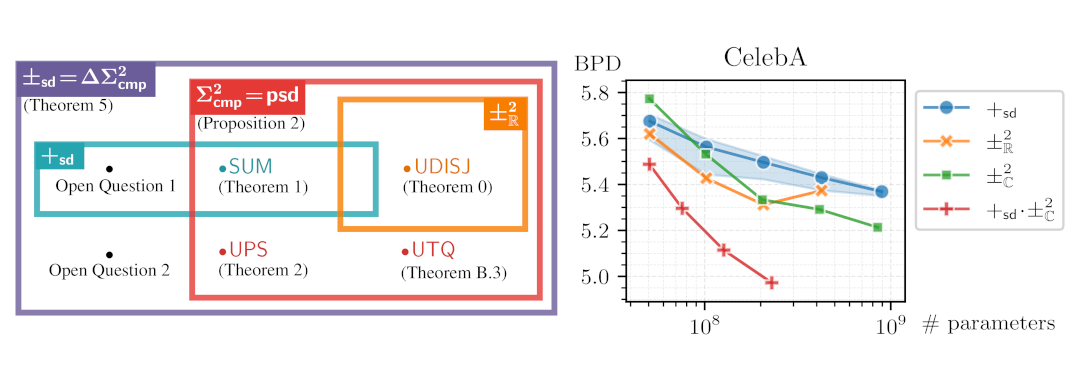 ±sd = ΔΣ²cmp
(Theorem 5)
Σ²cmp = psd
(Proposition 2)
±²ℝ
+sd
Open Question 1
SUM
(Theorem 1)
UDISJ
(Theorem 0)
Open Question 2
UPS
(Theorem 2)
UTQ
(Theorem B.3)
CelebA
BPD
5.8
5.6
5.4
5.2
5.0
10⁸
10⁹
# parameters
+sd
±²ℝ
±²ℂ
+sd · ±²ℂ